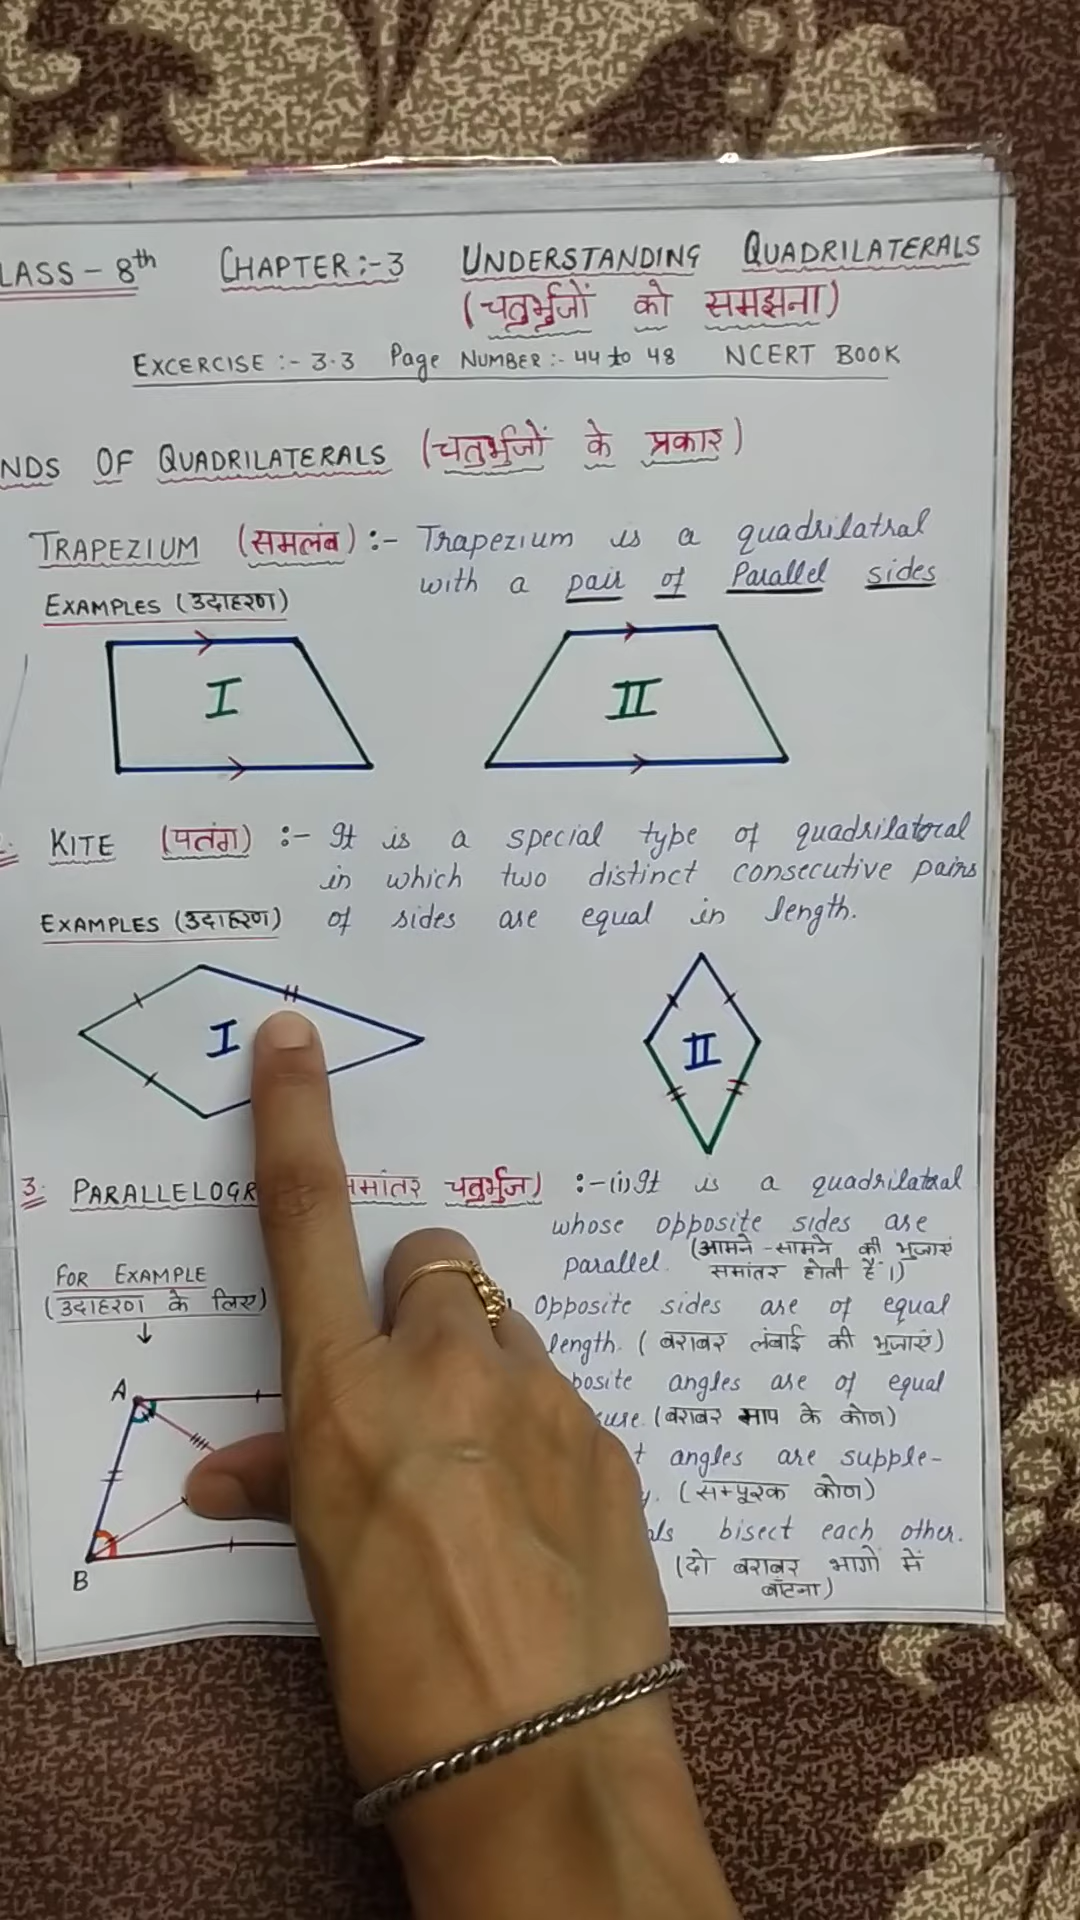 LASS - 8th CHAPTER:-3 UNDERSTANDING QUADRILATERALS
(चतुर्भुजों को समझना)
EXCERCISE :- 3.3 Page NUMBER:- 44 to 48 NCERT BOOK
NDS OF QUADRILATERALS (चतुर्भुजों के प्रकार)
TRAPEZIUM (समलंब) :- Trapezium is a quadrilatral
with a pair of Parallel sides
EXAMPLES (उदाहरण)
I II
KITE (पतंग) :- It is a special type of quadrilatoral
in which two distinct consecutive pairs
EXAMPLES (उदाहरण) of sides are equal in length.
I II
3. PARALLELOGR मांतर चतुर्भुज) :-(i) It is a quadrilatral
whose opposite sides are
parallel. (आमने-सामने की भुजाएं
समांतर होती हैं।)
FOR EXAMPLE
(उदाहरण के लिए) Opposite sides are of equal
length. (बराबर लंबाई की भुजाएं)
A posite angles are of equal
sure. (बराबर माप के कोण)
t angles are supple-
y. (सम्पूरक कोण)
als bisect each other.
B (दो बराबर भागों में
बाँटना)